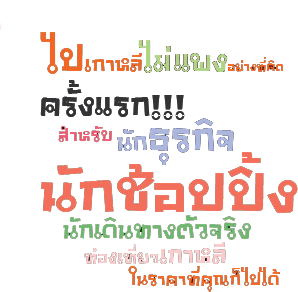 ไปเกาหลีไม่แพงอย่างที่คิด
ครั้งแรก!!!
สำหรับ นักธุรกิจ
นักช้อปปิ้ง
นักเดินทางตัวจริง
ท่องเที่ยวเกาหลี
ในราคาที่คุณก็ไปได้